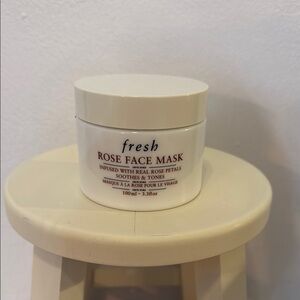 fresh
ROSE FACE MASK
INFUSED WITH REAL ROSE PETALS
SOOTHES & TONES
MASQUE À LA ROSE POUR LE VISAGE
100ml - 3.3fl oz